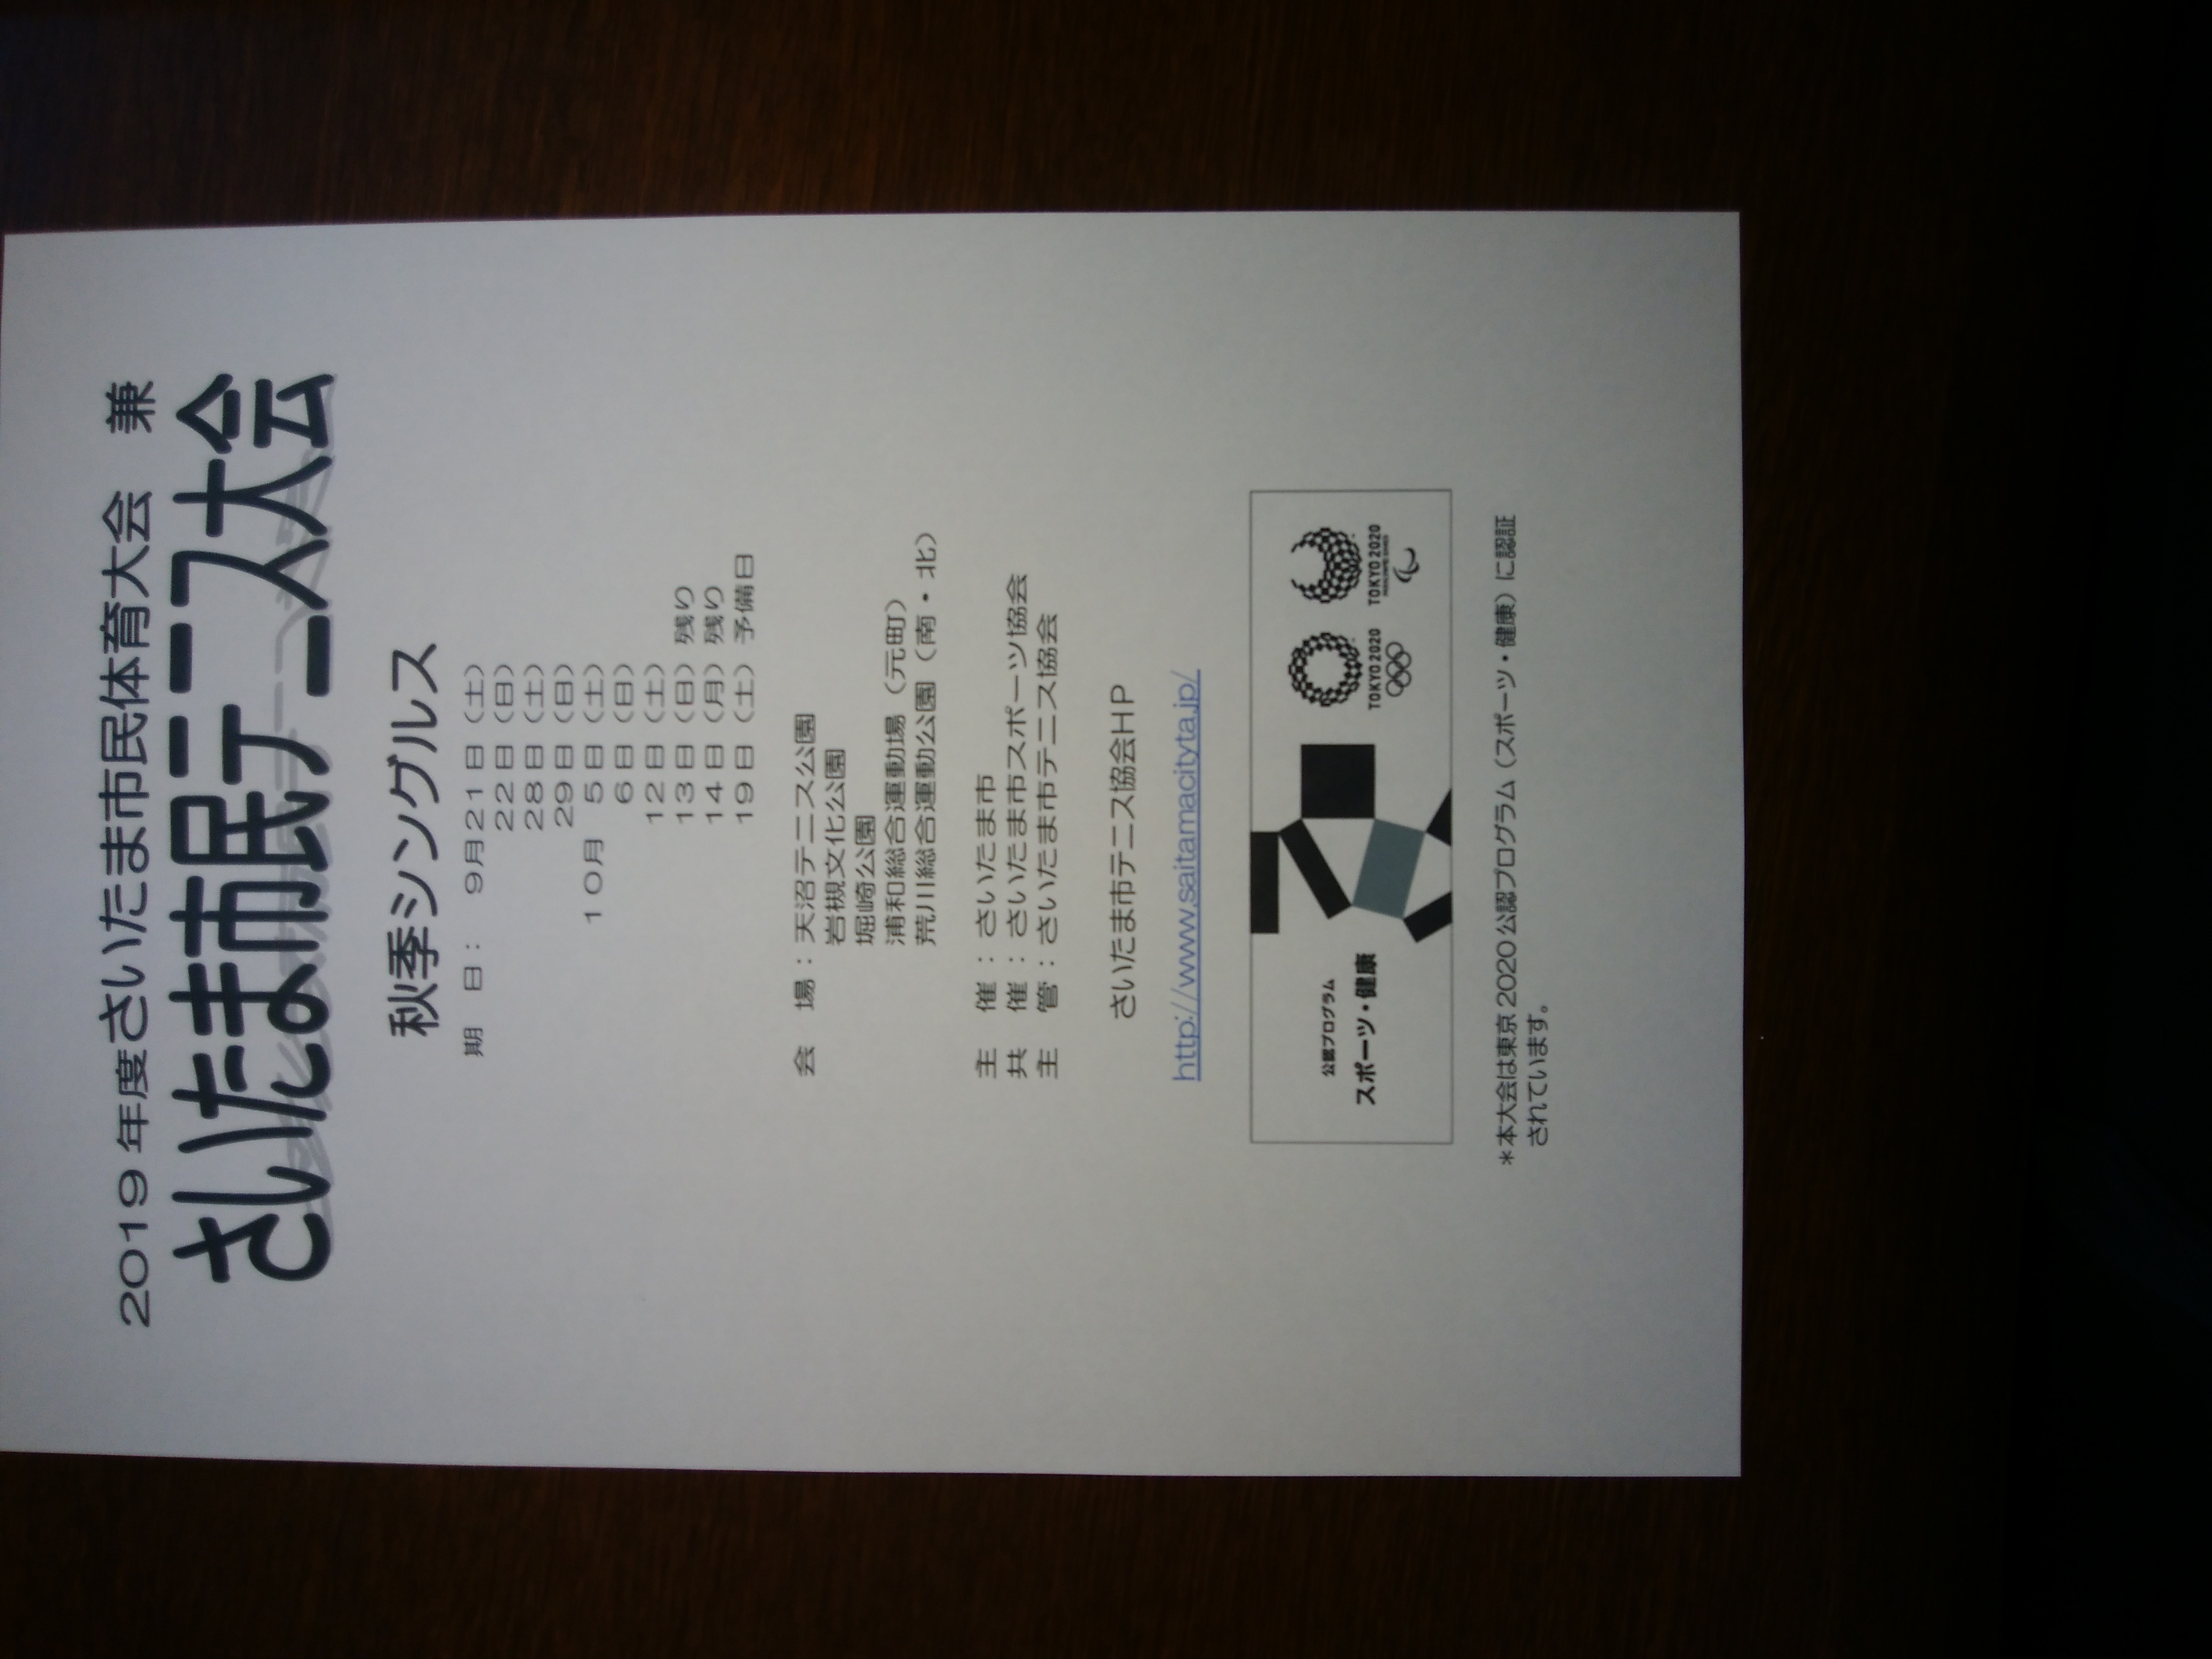 2019年度さいたま市民体育大会　兼
さいたま市民テニス大会
秋季シングルス
期　日：　9月21日（土）
22日（日）
28日（土）
29日（日）
10月　5日（土）
6日（日）
12日（土）
13日（日）残り
14日（月）残り
19日（土）予備日
会　場：天沼テニス公園
岩槻文化公園
堀崎公園
浦和総合運動場（元町）
荒川総合運動公園（南・北）
主　催：さいたま市
共　催：さいたま市スポーツ協会
主　管：さいたま市テニス協会
さいたま市テニス協会HP
http://www.saitamacityta.jp/
公認プログラム
スポーツ・健康
TOKYO 2020
TOKYO 2020
PARALYMPIC GAMES
＊本大会は東京2020公認プログラム（スポーツ・健康）に認証
されています。